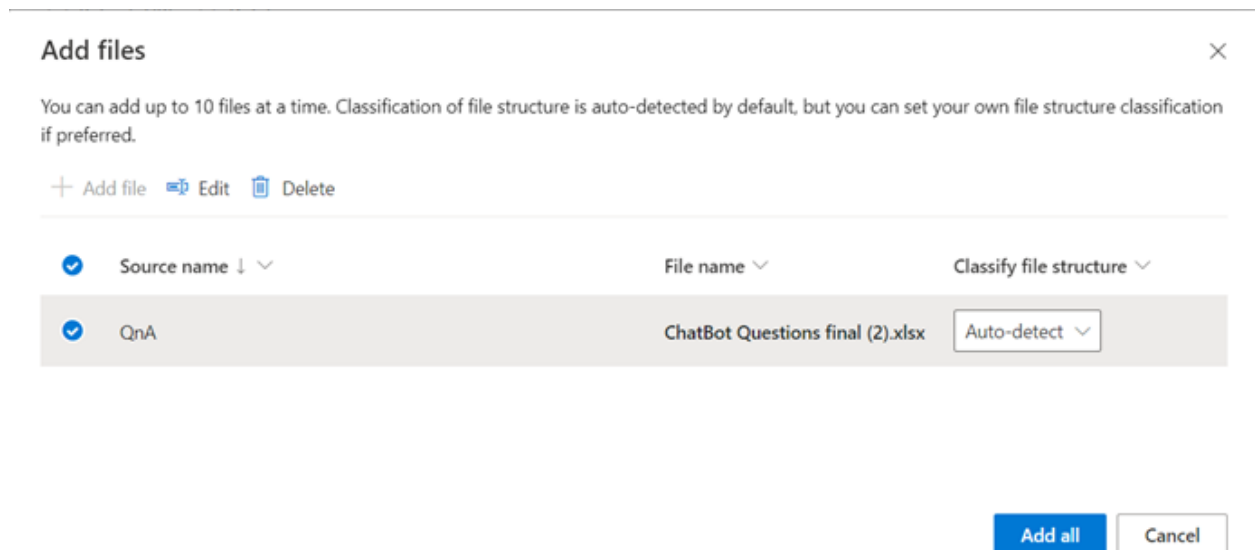 Add files
You can add up to 10 files at a time. Classification of file structure is auto-detected by default, but you can set your own file structure classification
if preferred.
Add file Edit Delete
Source name ↓ File name Classify file structure
QnA ChatBot Questions final (2).xlsx Auto-detect
Add all Cancel